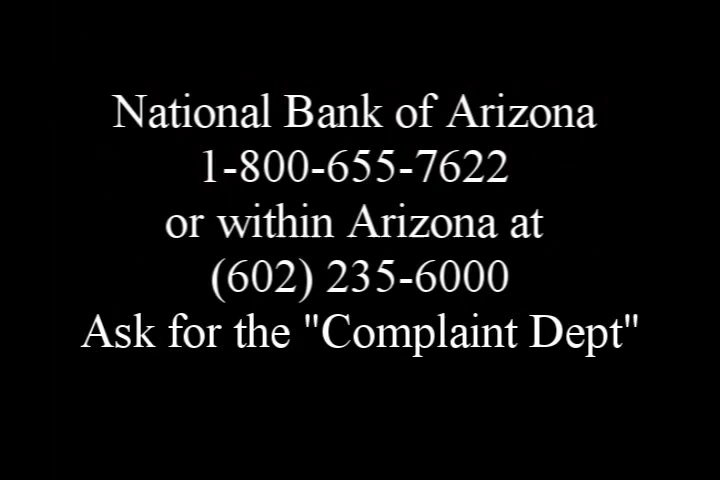 National Bank of Arizona
1-800-655-7622
or within Arizona at
(602) 235-6000
Ask for the "Complaint Dept"